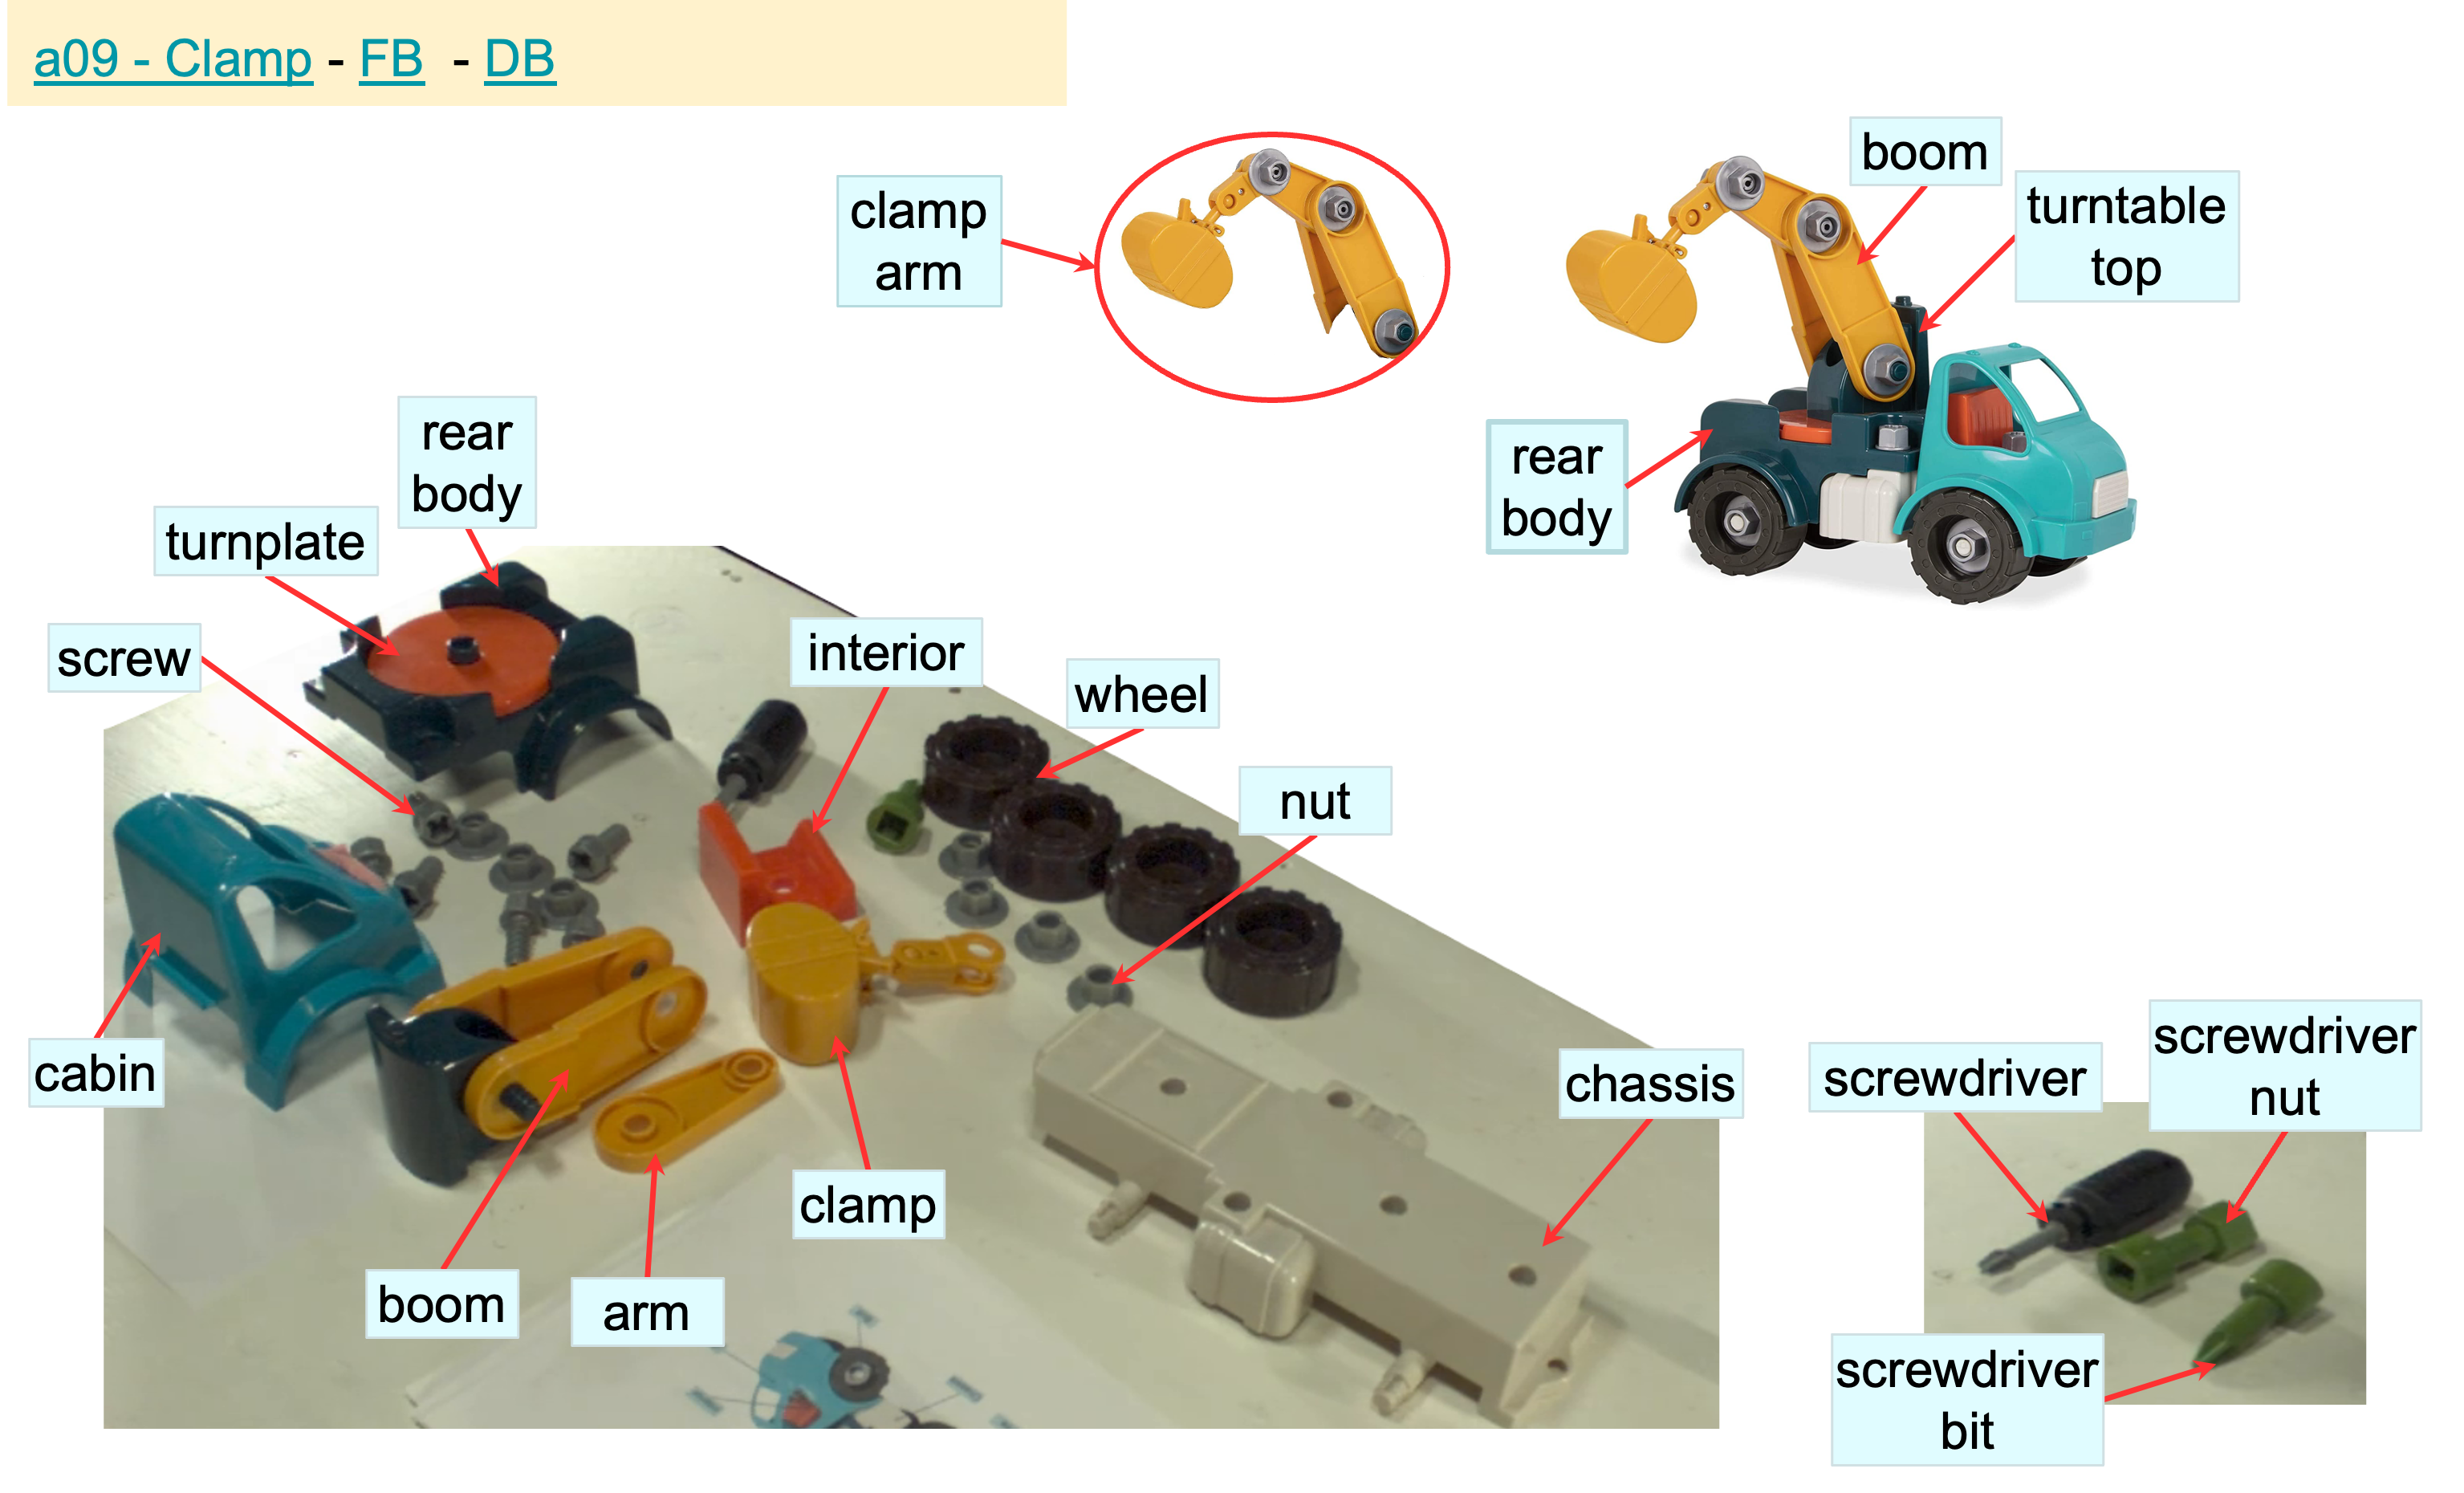 a09 - Clamp - FB - DB
clamp
arm
boom
turntable
top
rear
body
rear
body
turnplate
screw
interior
wheel
nut
cabin
boom
arm
clamp
chassis
screwdriver
screwdriver
nut
screwdriver
bit